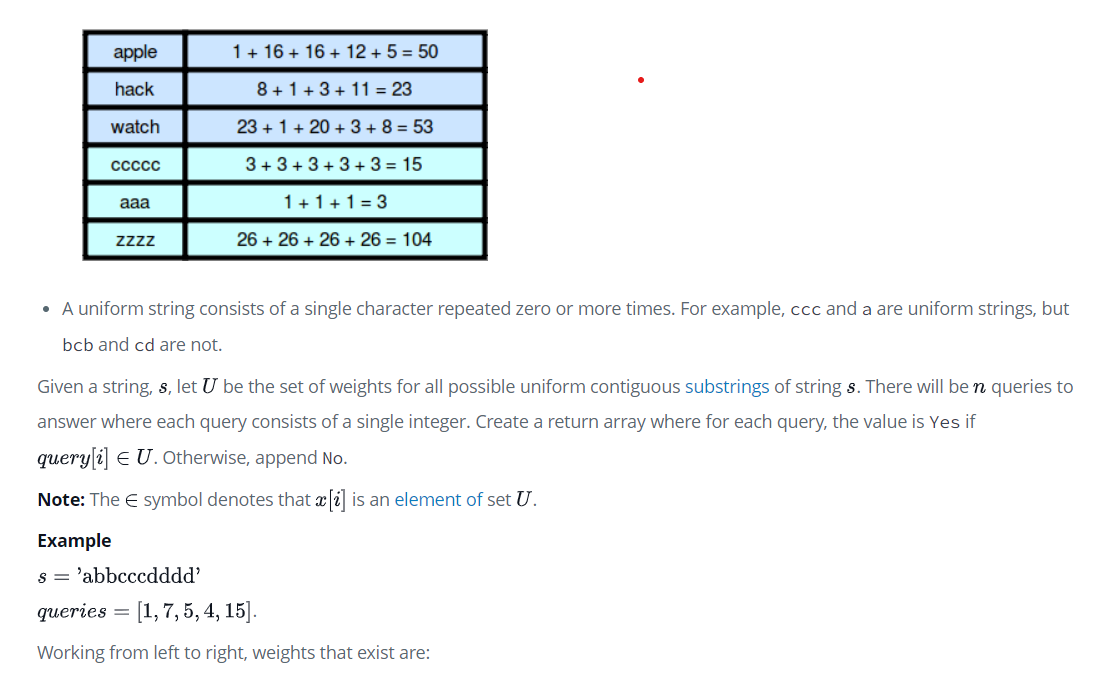 apple 1 + 16 + 16 + 12 + 5 = 50
hack 8 + 1 + 3 + 11 = 23
watch 23 + 1 + 20 + 3 + 8 = 53
ccccc 3 + 3 + 3 + 3 + 3 = 15
aaa 1 + 1 + 1 = 3
zzzz 26 + 26 + 26 + 26 = 104
• A uniform string consists of a single character repeated zero or more times. For example, ccc and a are uniform strings, but
bcb and cd are not.
Given a string, s, let U be the set of weights for all possible uniform contiguous substrings of string s. There will be n queries to
answer where each query consists of a single integer. Create a return array where for each query, the value is Yes if
query[i] ∈ U. Otherwise, append No.
Note: The ∈ symbol denotes that x[i] is an element of set U.
Example
s = ’abbcccdddd’
queries = [1, 7, 5, 4, 15].
Working from left to right, weights that exist are: